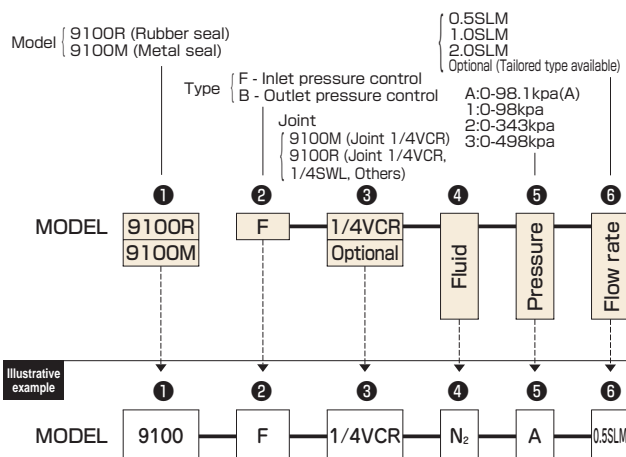 Model
9100R (Rubber seal)
9100M (Metal seal)
Type
F - Inlet pressure control
B - Outlet pressure control
Joint
9100M (Joint 1/4VCR)
9100R (Joint 1/4VCR,
1/4SWL, Others)
0.5SLM
1.0SLM
2.0SLM
Optional (Tailored type available)
A:0-98.1kpa(A)
1:0-98kpa
2:0-343kpa
3:0-498kpa
❶ ❷ ❸ ❹ ❺ ❻
MODEL 9100R F 1/4VCR Fluid Pressure Flow rate
9100M Optional
Illustrative
example
❶ ❷ ❸ ❹ ❺ ❻
MODEL 9100 F 1/4VCR N₂ A 0.5SLM